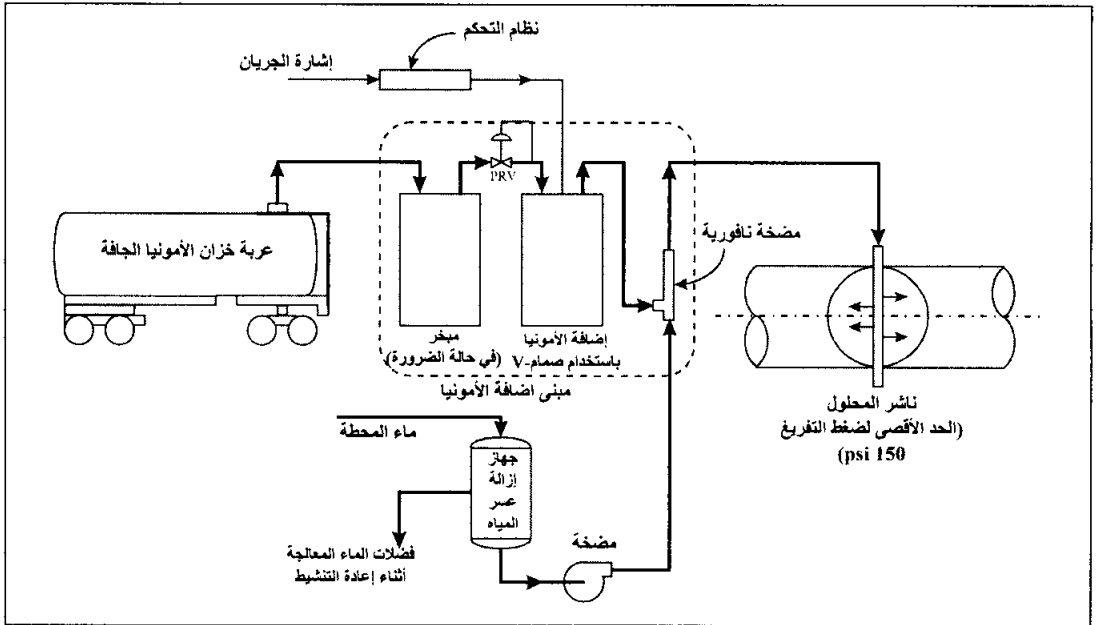 نظام التحكم
إشارة الجريان
PRV
عربة خزان الأمونيا الجافة
مضخة نافورية
مبخر
(في حالة الضرورة)
إضافة الأمونيا
باستخدام صمام-V
مبنى اضافة الأمونيا
ناشر المحلول
(الحد الأقصى لضغط التفريغ
150 psi)
ماء المحطة
جهاز
إزالة
عسر
المياه
مضخة
فضلات الماء المعالجة
أثناء إعادة التنشيط